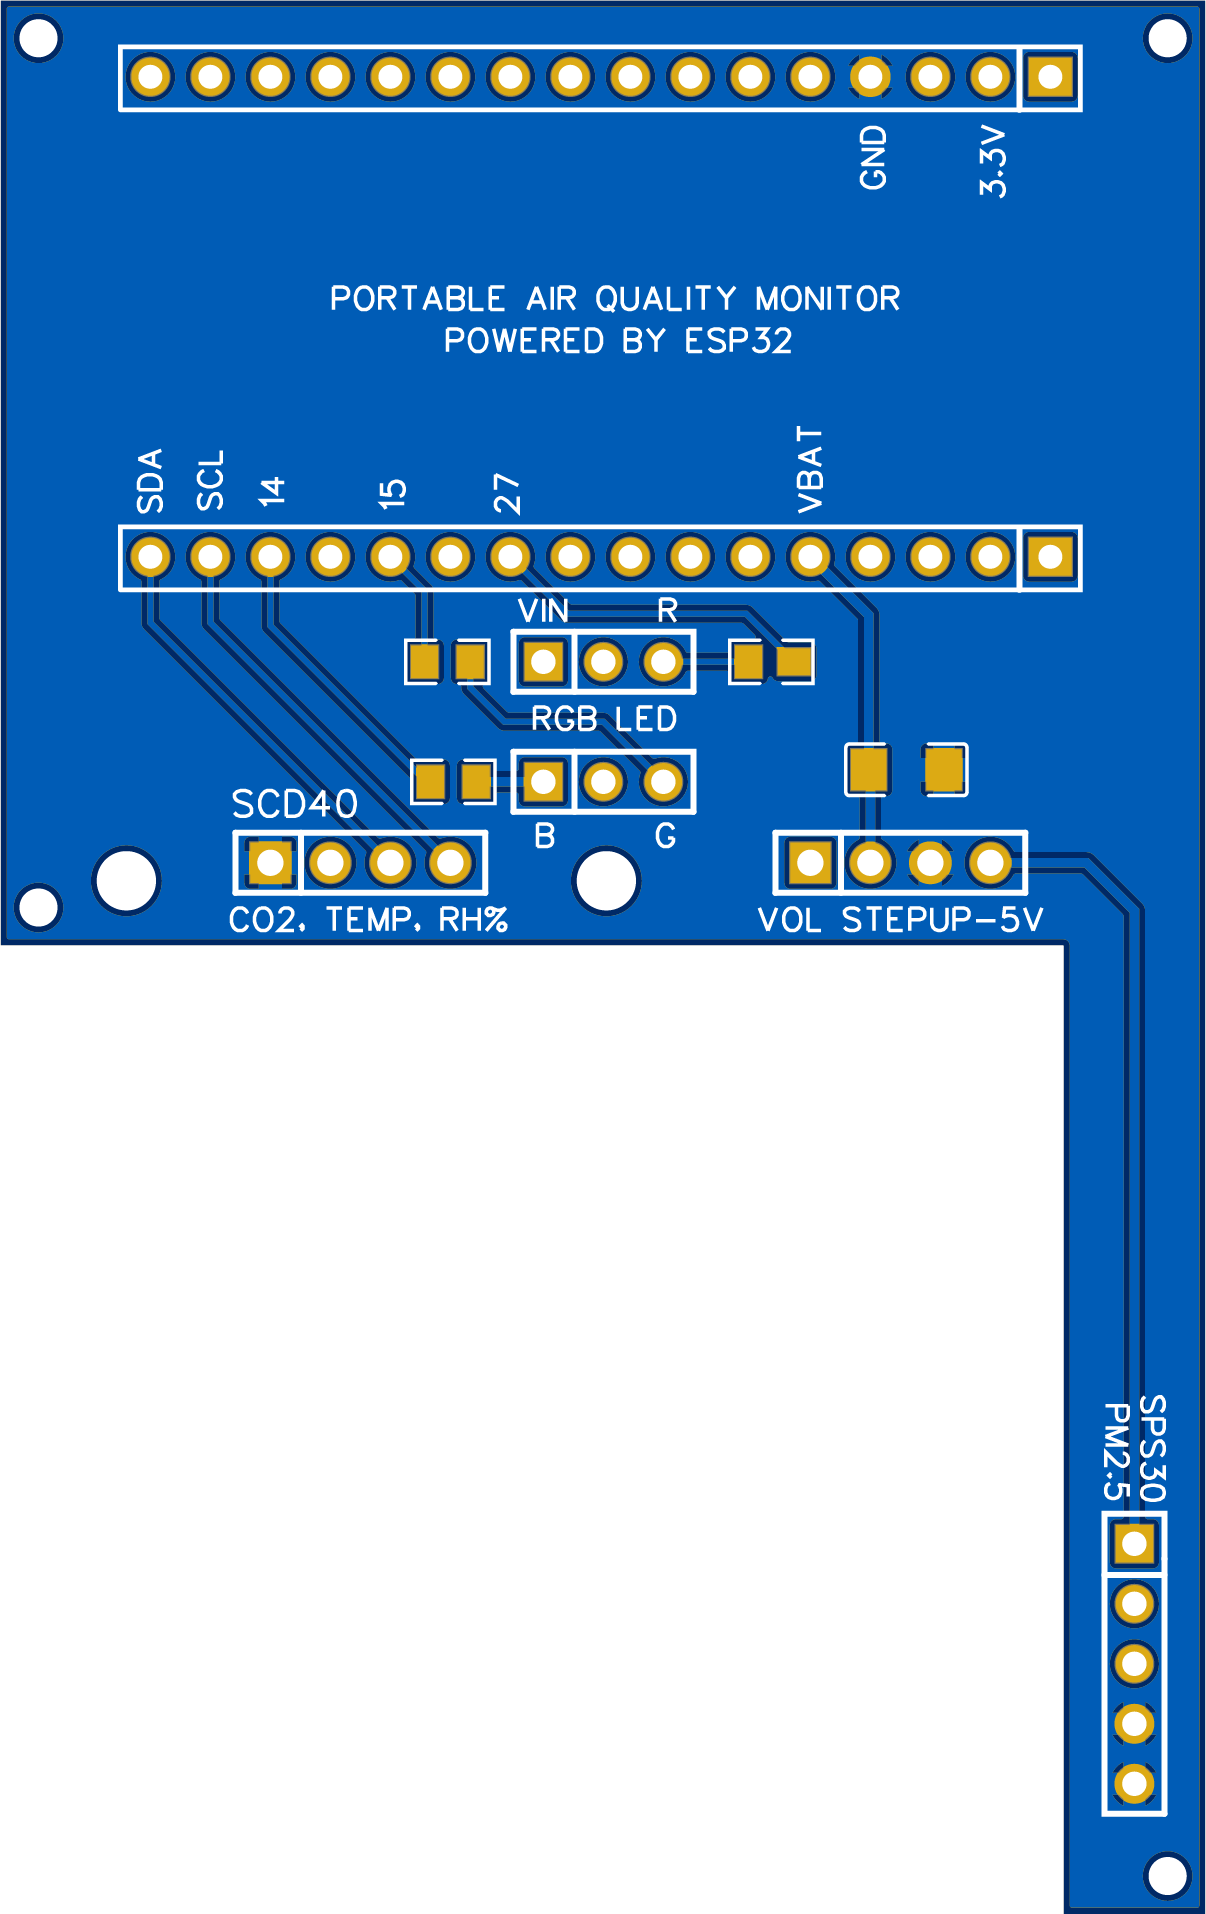 GND
3.3V
PORTABLE AIR QUALITY MONITOR
POWERED BY ESP32
SDA
SCL
14
15
27
VBAT
VIN
R
RGB LED
SCD40
B
G
CO2, TEMP, RH%
VOL STEPUP-5V
SPS30
PM2.5